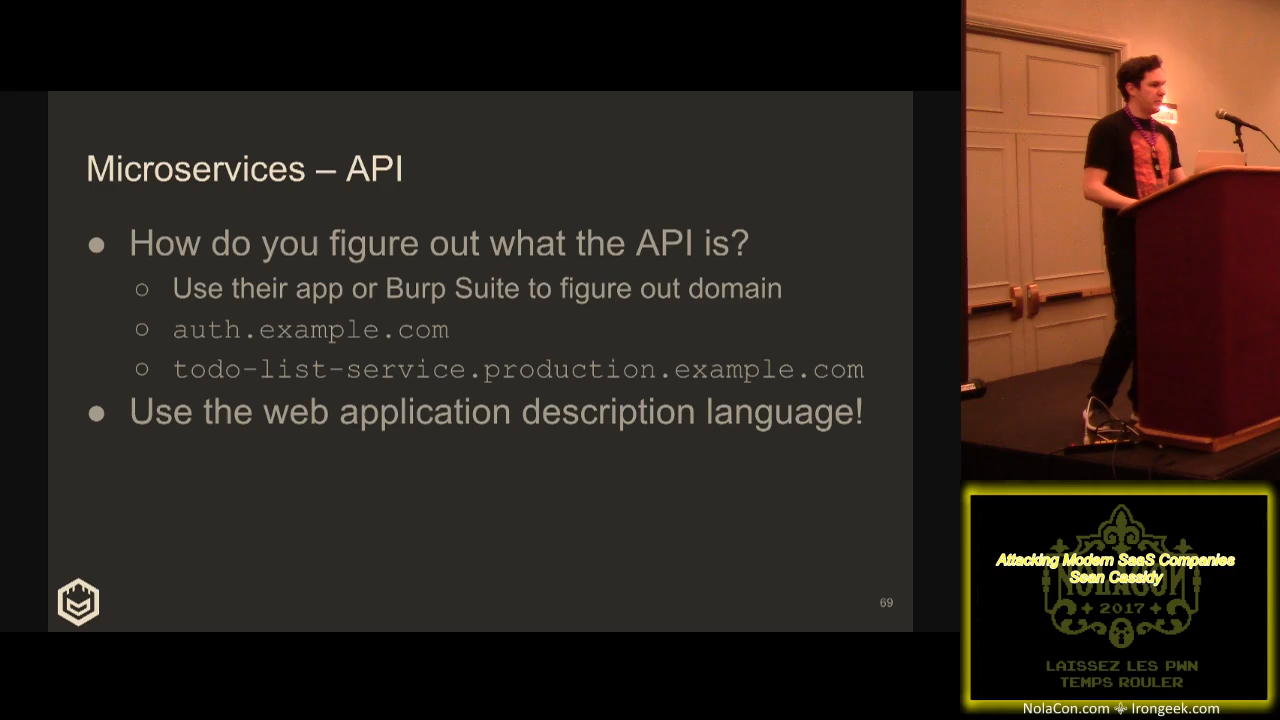 Microservices – API
● How do you figure out what the API is?
○ Use their app or Burp Suite to figure out domain
○ auth.example.com
○ todo-list-service.production.example.com
● Use the web application description language!
69
Attacking Modern SaaS Companies
Sean Cassidy
NOLACON
2017
LAISSEZ LES PWN
TEMPS ROULER
NolaCon.com ⚜ Irongeek.com